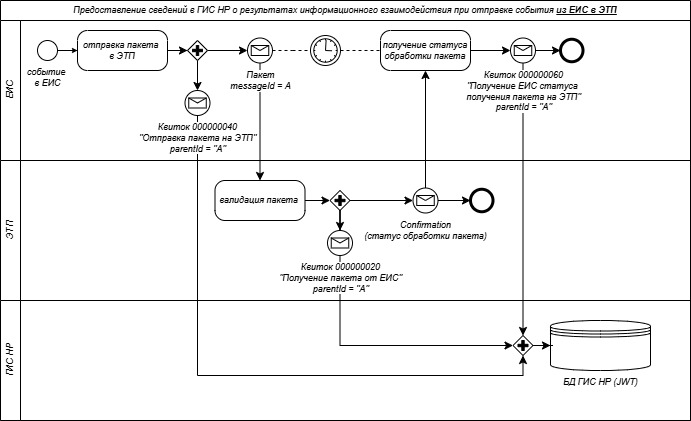 Предоставление сведений в ГИС НР о результатах информационного взаимодействия при отправке события из ЕИС в ЭТП
ЕИС
событие
в ЕИС
отправка пакета
в ЭТП
Квиток 000000040
"Отправка пакета на ЭТП"
parentId = "A"
Пакет
messageId = A
получение статуса
обработки пакета
Квиток 000000060
"Получение ЕИС статуса
получения пакета на ЭТП"
parentId = "A"
ЭТП
валидация пакета
Confirmation
(статус обработки пакета)
Квиток 000000020
"Получение пакета от ЕИС"
parentId = "A"
ГИС НР
БД ГИС НР (JWT)